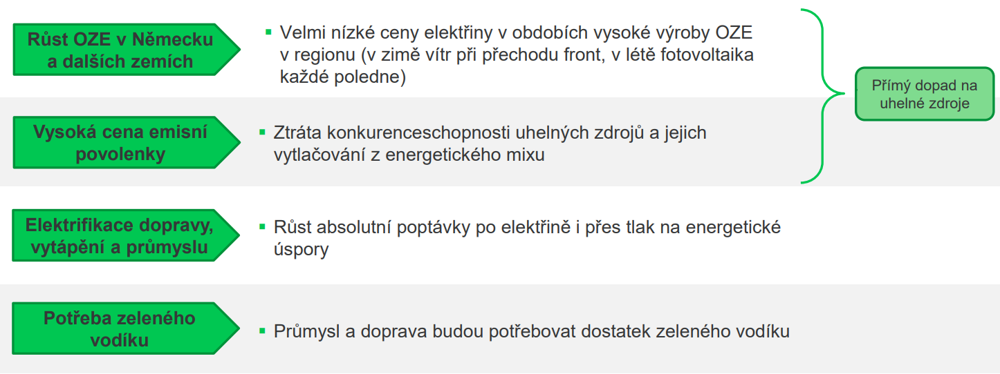 Růst OZE v Německu
a dalších zemích
▪ Velmi nízké ceny elektřiny v obdobích vysoké výroby OZE
v regionu (v zimě vítr při přechodu front, v létě fotovoltaika
každé poledne)
Přímý dopad na
uhelné zdroje
Vysoká cena emisní
povolenky
▪ Ztráta konkurenceschopnosti uhelných zdrojů a jejich
vytlačování z energetického mixu
Elektrifikace dopravy,
vytápění a průmyslu
▪ Růst absolutní poptávky po elektřině i přes tlak na energetické
úspory
Potřeba zeleného
vodíku
▪ Průmysl a doprava budou potřebovat dostatek zeleného vodíku